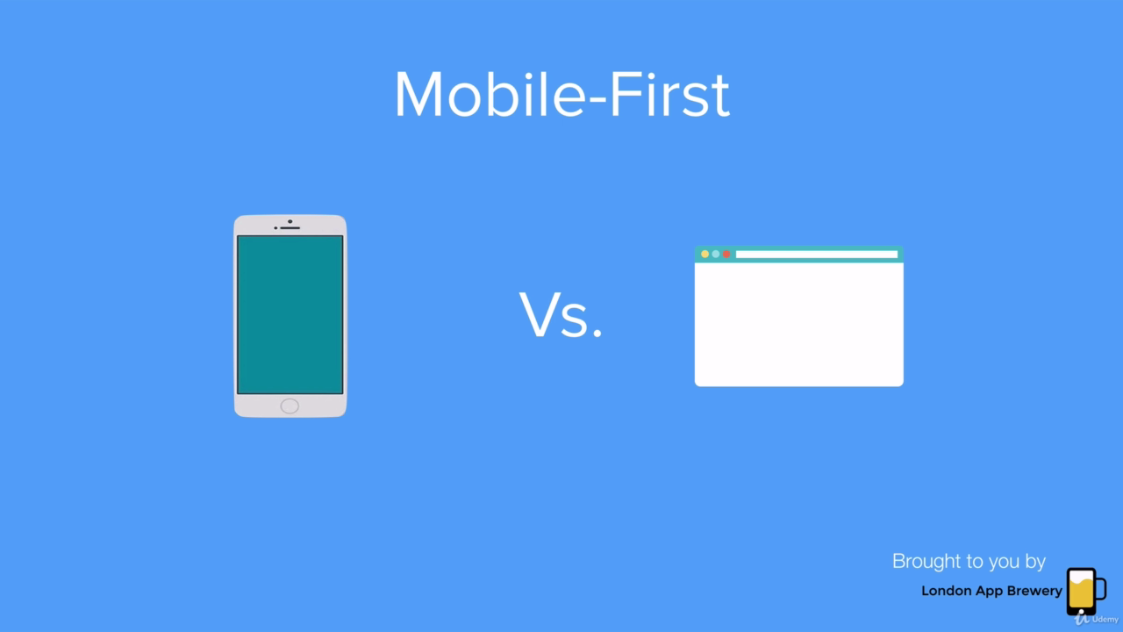 Mobile-First
Vs.
Brought to you by
London App Brewery
Udemy